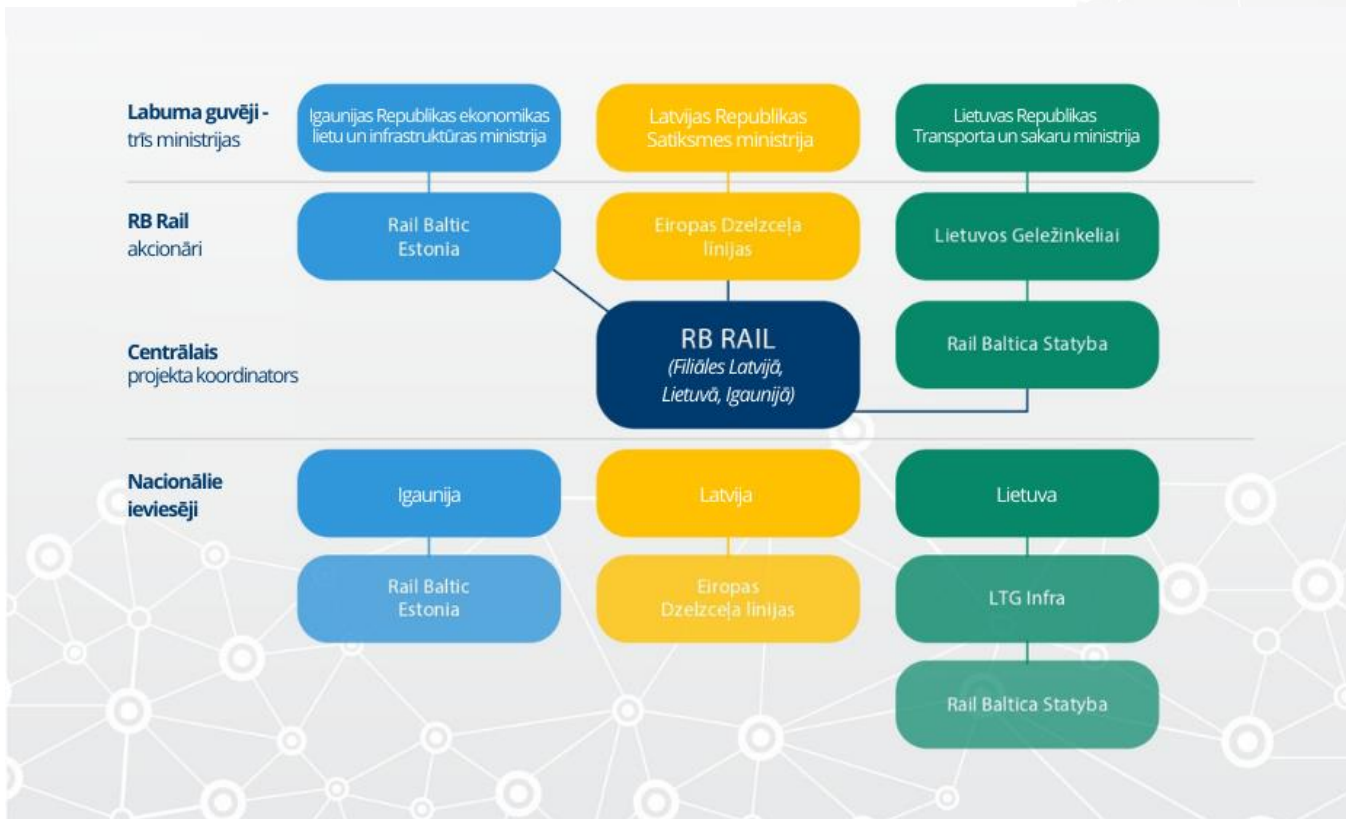 Labuma guvēji -
trīs ministrijas
Igaunijas Republikas ekonomikas
lietu un infrastruktūras ministrija
Latvijas Republikas
Satiksmes ministrija
Lietuvas Republikas
Transporta un sakaru ministrija
RB Rail
akcionāri
Rail Baltic
Estonia
Eiropas Dzelzceļa
līnijas
Lietuvos Geležinkeliai
Centrālais
projekta koordinators
RB RAIL
(Filiāles Latvijā,
Lietuvā, Igaunijā)
Rail Baltica Statyba
Nacionālie
ieviesēji
Igaunija
Latvija
Lietuva
Rail Baltic
Estonia
Eiropas
Dzelzceļa līnijas
LTG Infra
Rail Baltica Statyba